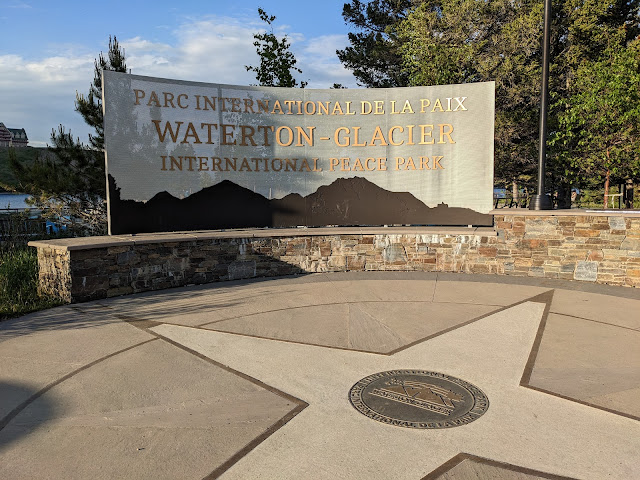 PARC INTERNATIONAL DE LA PAIX
WATERTON-GLACIER
INTERNATIONAL PEACE PARK